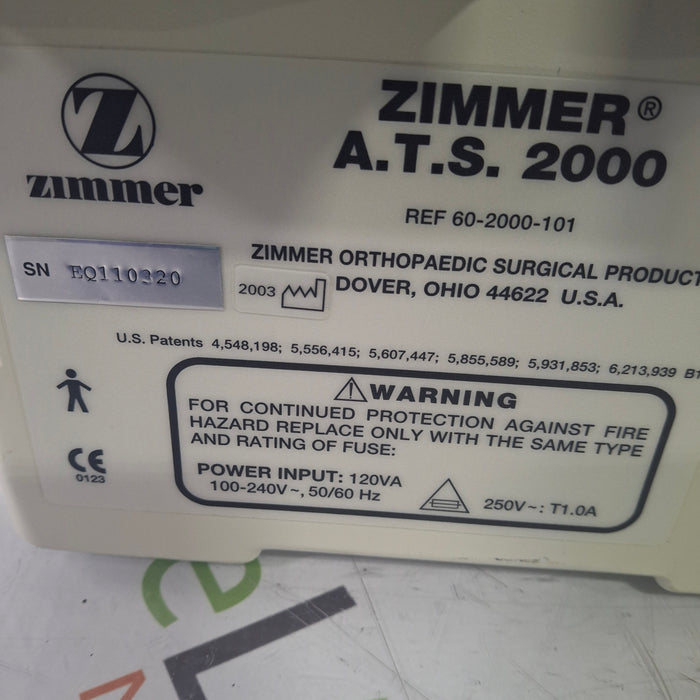 Z
zimmer
ZIMMER®
A.T.S. 2000
REF 60-2000-101
SN EQ110320
2003
ZIMMER ORTHOPAEDIC SURGICAL PRODUCT
DOVER, OHIO 44622 U.S.A.
U.S. Patents 4,548,198; 5,556,415; 5,607,447; 5,855,589; 5,931,853; 6,213,939 B1
⚠WARNING
FOR CONTINUED PROTECTION AGAINST FIRE
HAZARD REPLACE ONLY WITH THE SAME TYPE
AND RATING OF FUSE:
POWER INPUT: 120VA
100-240V~, 50/60 Hz
250V~: T1.0A
CE
0123